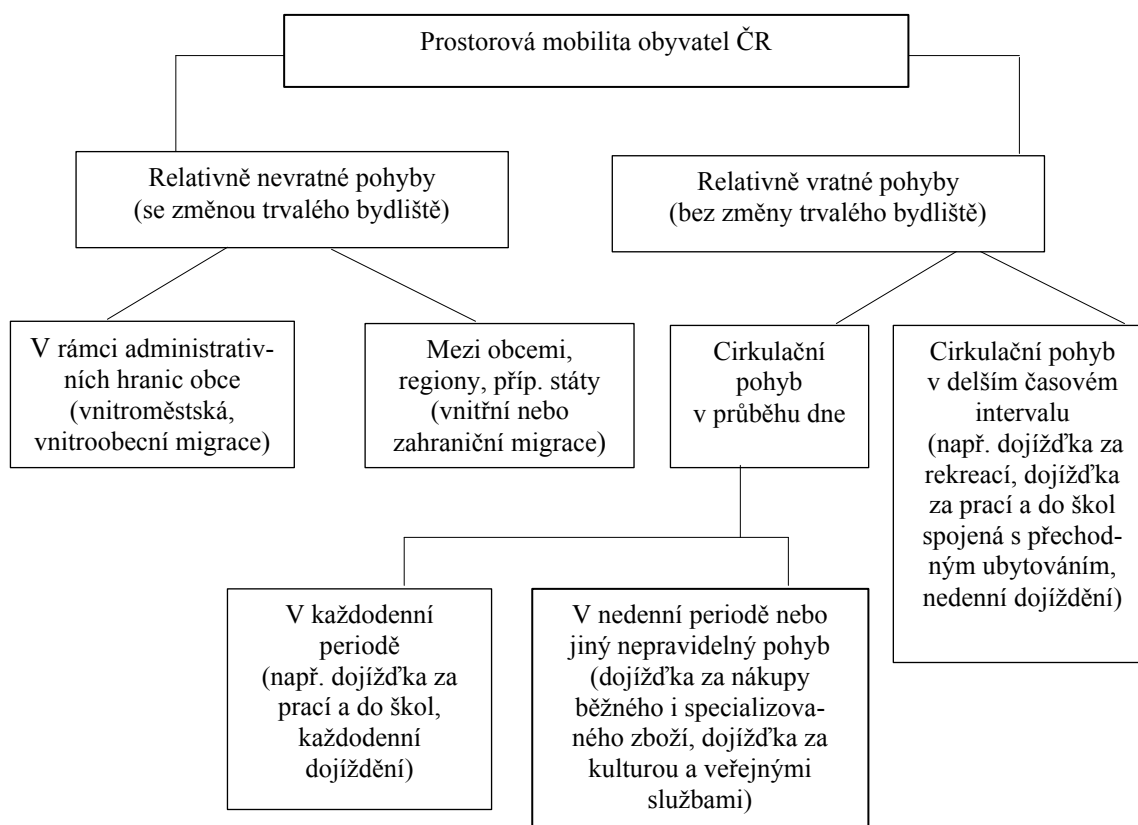 Prostorová mobilita obyvatel ČR
Relativně nevratné pohyby
(se změnou trvalého bydliště)
Relativně vratné pohyby
(bez změny trvalého bydliště)
V rámci administrativ-
ních hranic obce
(vnitroměstská,
vnitroobecní migrace)
Mezi obcemi,
regiony, příp. státy
(vnitřní nebo
zahraniční migrace)
Cirkulační
pohyb
v průběhu dne
Cirkulační pohyb
v delším časovém
intervalu
(např. dojížďka za
rekreací, dojížďka
za prací a do škol
spojená s přechod-
ným ubytováním,
nedenní dojíždění)
V každodenní
periodě
(např. dojížďka za
prací a do škol,
každodenní
dojíždění)
V nedenní periodě nebo
jiný nepravidelný pohyb
(dojížďka za nákupy
běžného i specializova-
ného zboží, dojížďka za
kulturou a veřejnými
službami)